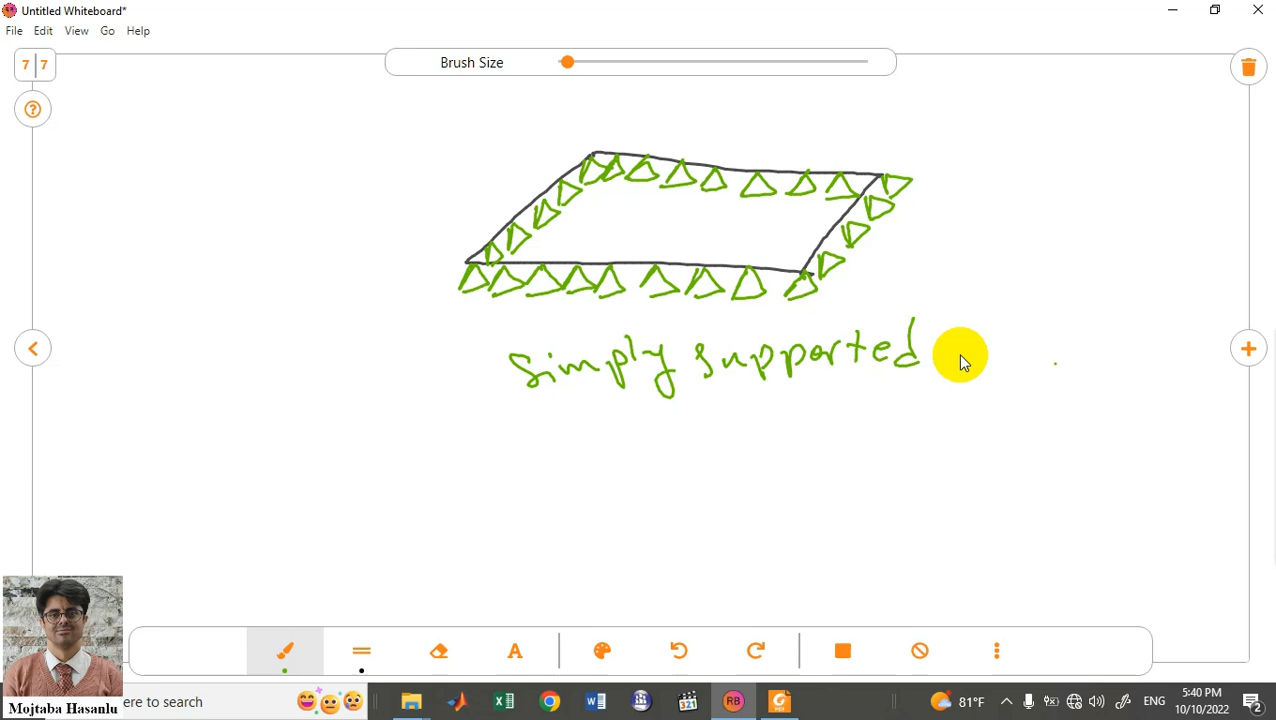 Untitled Whiteboard*
File Edit View Go Help
7 7
Brush Size
simply supported
Mojtaba Hasanlu
ere to search
81°F
ENG
5:40 PM
10/10/2022
2